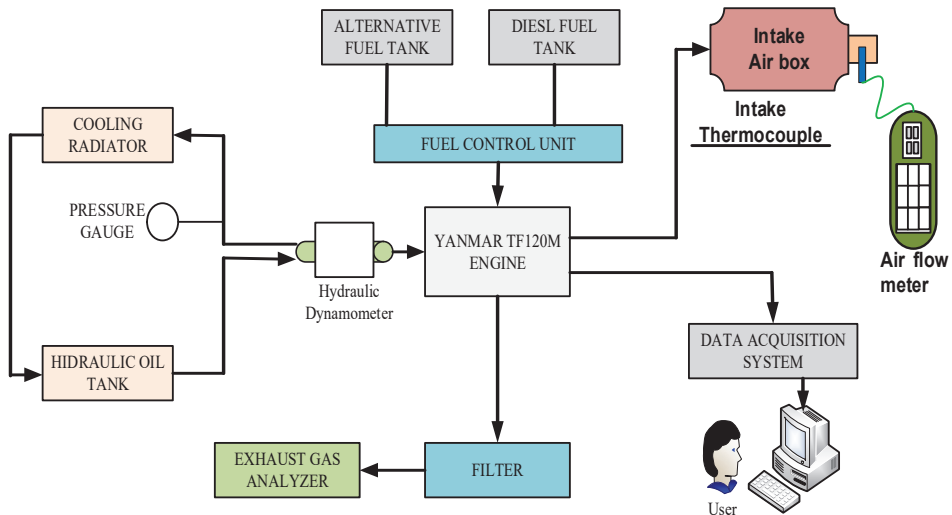 ALTERNATIVE
FUEL TANK
DIESL FUEL
TANK
Intake
Air box
COOLING
RADIATOR
FUEL CONTROL UNIT
Intake
Thermocouple
PRESSURE
GAUGE
YANMAR TF120M
ENGINE
Air flow
meter
Hydraulic
Dynamometer
HIDRAULIC OIL
TANK
DATA ACQUISITION
SYSTEM
EXHAUST GAS
ANALYZER
FILTER
User